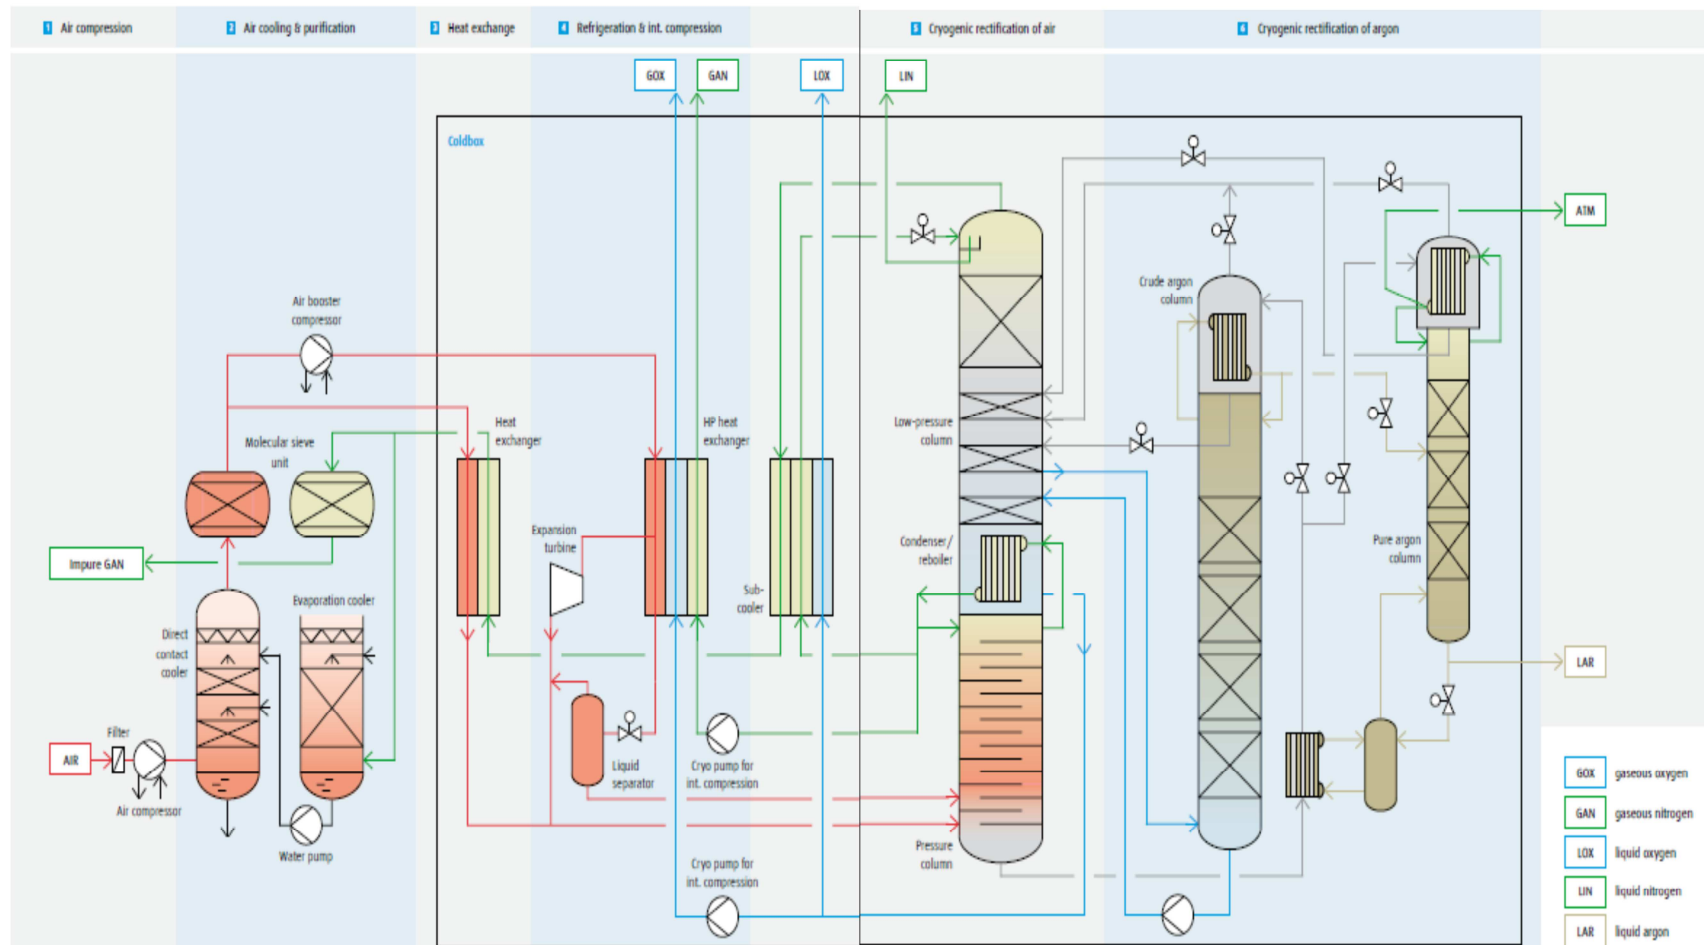 1 Air compression
2 Air cooling & purification
3 Heat exchange
4 Refrigeration & int. compression
5 Cryogenic rectification of air
6 Cryogenic rectification of argon
GOX
GAN
LOX
LIN
Coldbox
ATM
Air booster
compressor
Crude argon
column
Heat
exchanger
HP heat
exchanger
Low-pressure
column
Molecular sieve
unit
Expansion
turbine
Condenser/
reboiler
Pure argon
column
Impure GAN
Sub-
cooler
Evaporation cooler
Direct
contact
cooler
LAR
Filter
AIR
Liquid
separator
Cryo pump for
int. compression
Air compressor
Water pump
Pressure
column
Cryo pump for
int. compression
GOX gaseous oxygen
GAN gaseous nitrogen
LOX liquid oxygen
LIN liquid nitrogen
LAR liquid argon